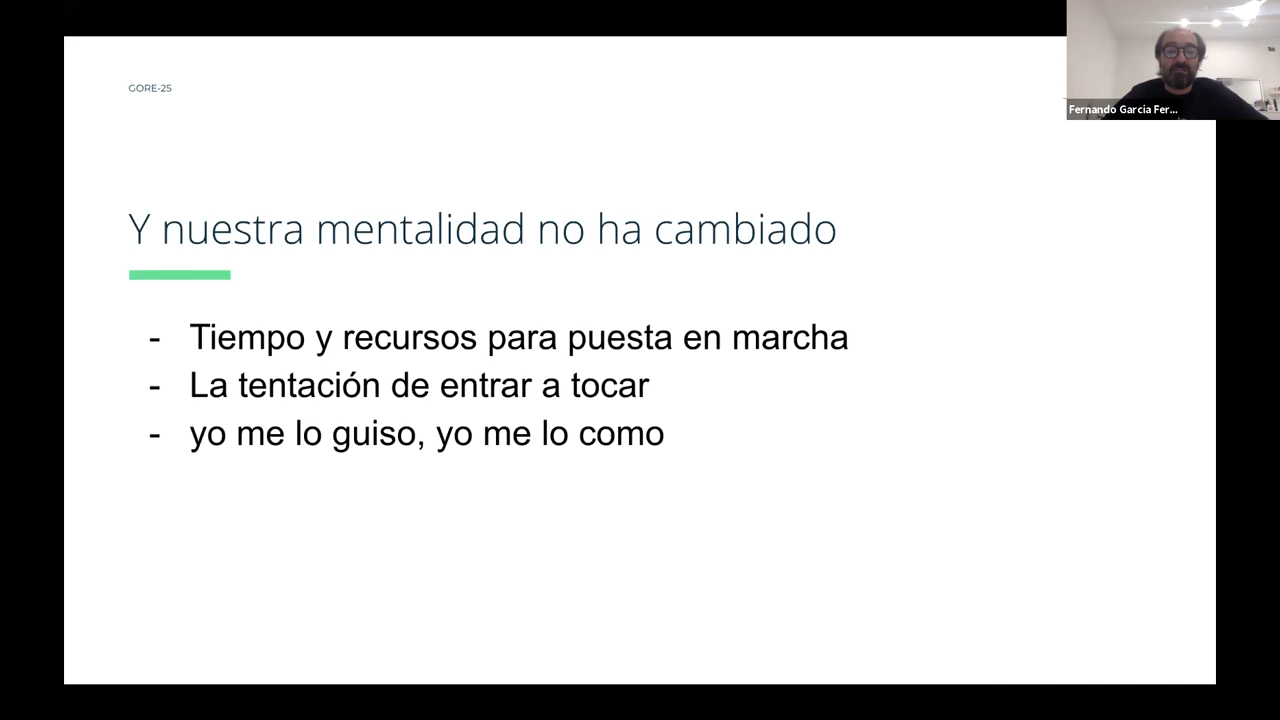 GORE-25
Fernando Garcia Fer...
Y nuestra mentalidad no ha cambiado
- Tiempo y recursos para puesta en marcha
- La tentación de entrar a tocar
- yo me lo guiso, yo me lo como